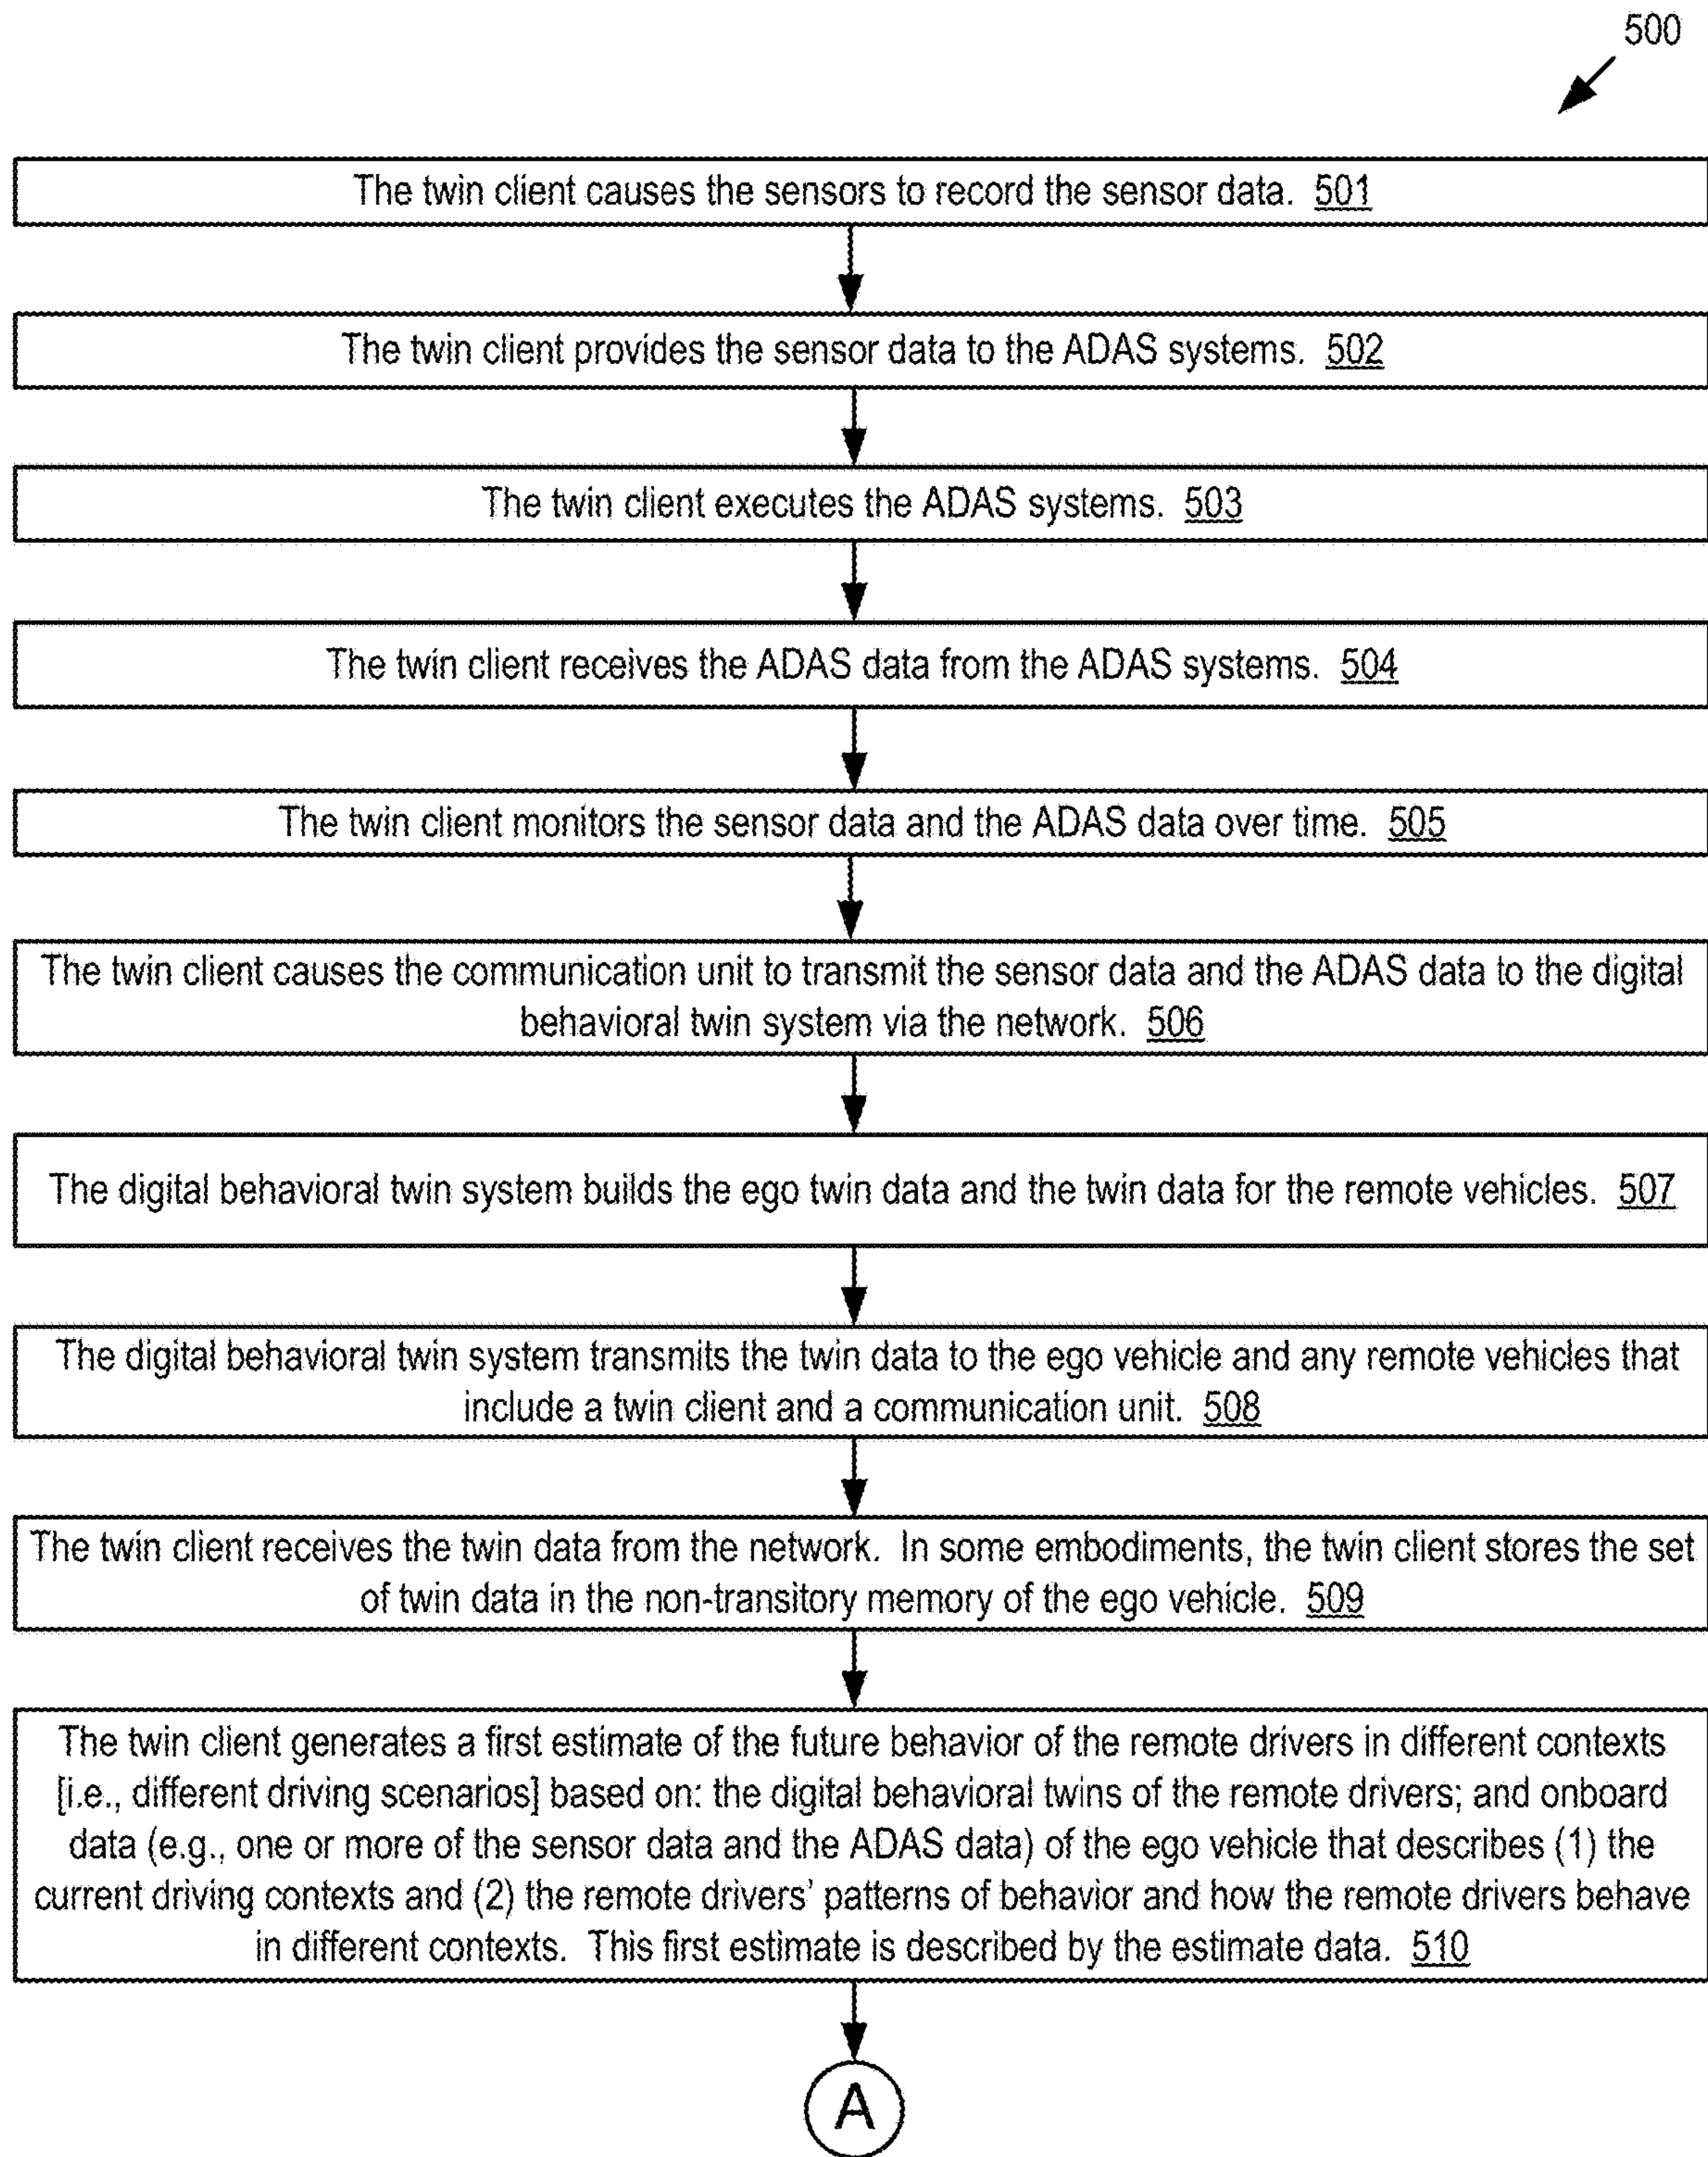 500
The twin client causes the sensors to record the sensor data. 501
The twin client provides the sensor data to the ADAS systems. 502
The twin client executes the ADAS systems. 503
The twin client receives the ADAS data from the ADAS systems. 504
The twin client monitors the sensor data and the ADAS data over time. 505
The twin client causes the communication unit to transmit the sensor data and the ADAS data to the digital
behavioral twin system via the network. 506
The digital behavioral twin system builds the ego twin data and the twin data for the remote vehicles. 507
The digital behavioral twin system transmits the twin data to the ego vehicle and any remote vehicles that
include a twin client and a communication unit. 508
The twin client receives the twin data from the network. In some embodiments, the twin client stores the set
of twin data in the non-transitory memory of the ego vehicle. 509
The twin client generates a first estimate of the future behavior of the remote drivers in different contexts
[i.e., different driving scenarios] based on: the digital behavioral twins of the remote drivers; and onboard
data (e.g., one or more of the sensor data and the ADAS data) of the ego vehicle that describes (1) the
current driving contexts and (2) the remote drivers' patterns of behavior and how the remote drivers behave
in different contexts. This first estimate is described by the estimate data. 510
A